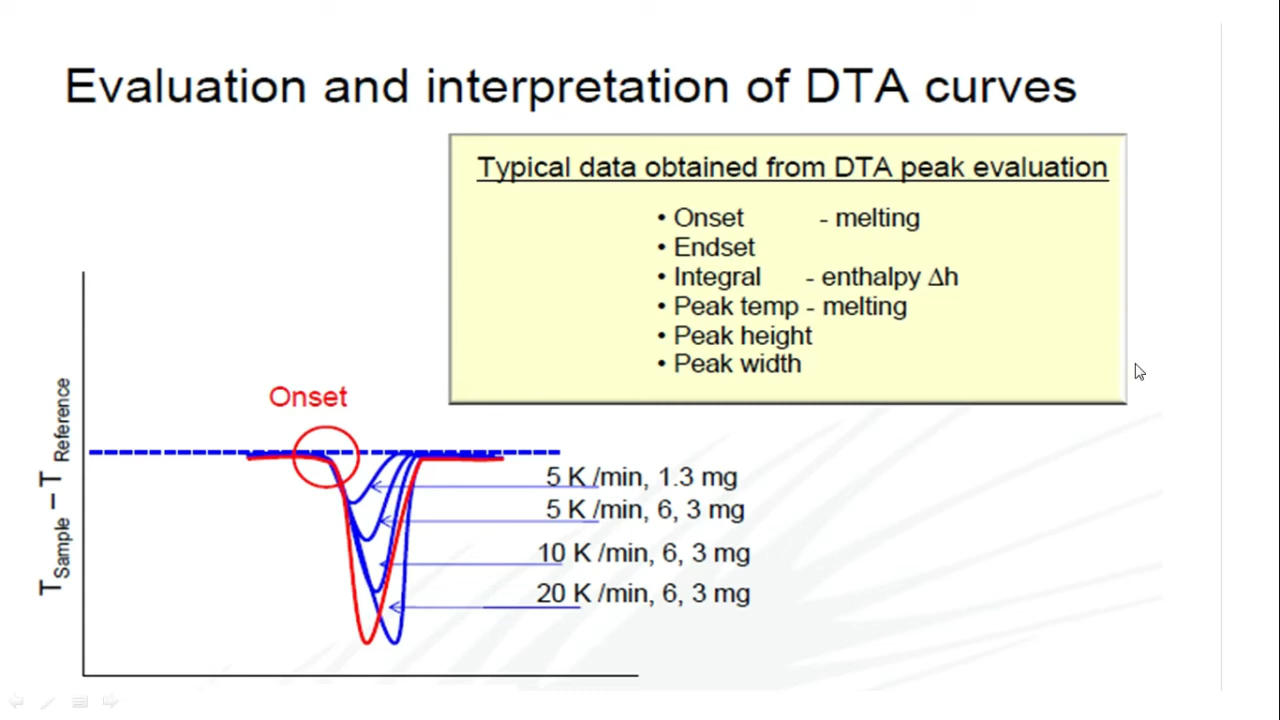 Evaluation and interpretation of DTA curves
Typical data obtained from DTA peak evaluation
• Onset - melting
• Endset
• Integral - enthalpy Δh
• Peak temp - melting
• Peak height
• Peak width
Onset
T Sample – T Reference
5 K /min, 1.3 mg
5 K /min, 6, 3 mg
10 K /min, 6, 3 mg
20 K /min, 6, 3 mg